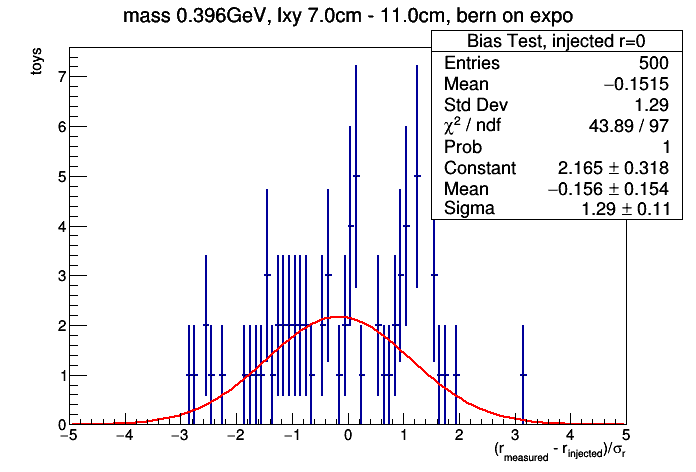 mass 0.396GeV, lxy 7.0cm - 11.0cm, bern on expo
toys
Bias Test, injected r=0
Entries 500
Mean −0.1515
Std Dev 1.29
χ² / ndf 43.89 / 97
Prob 1
Constant 2.165 ± 0.318
Mean −0.156 ± 0.154
Sigma 1.29 ± 0.11
7
6
5
4
3
2
1
0
−5 −4 −3 −2 −1 0 1 2 3 4 5
(r_measured - r_injected)/σ_r